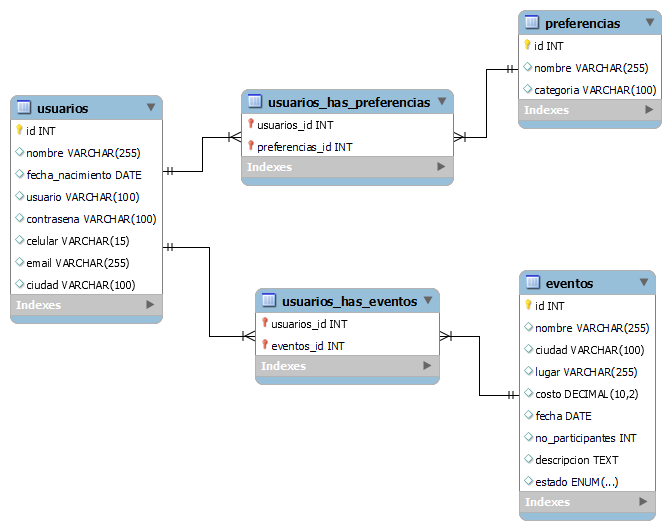 usuarios
id INT
nombre VARCHAR(255)
fecha_nacimiento DATE
usuario VARCHAR(100)
contrasena VARCHAR(100)
celular VARCHAR(15)
email VARCHAR(255)
ciudad VARCHAR(100)
Indexes
usuarios_has_preferencias
usuarios_id INT
preferencias_id INT
Indexes
preferencias
id INT
nombre VARCHAR(255)
categoria VARCHAR(100)
Indexes
usuarios_has_eventos
usuarios_id INT
eventos_id INT
Indexes
eventos
id INT
nombre VARCHAR(255)
ciudad VARCHAR(100)
lugar VARCHAR(255)
costo DECIMAL(10,2)
fecha DATE
no_participantes INT
descripcion TEXT
estado ENUM(...)
Indexes